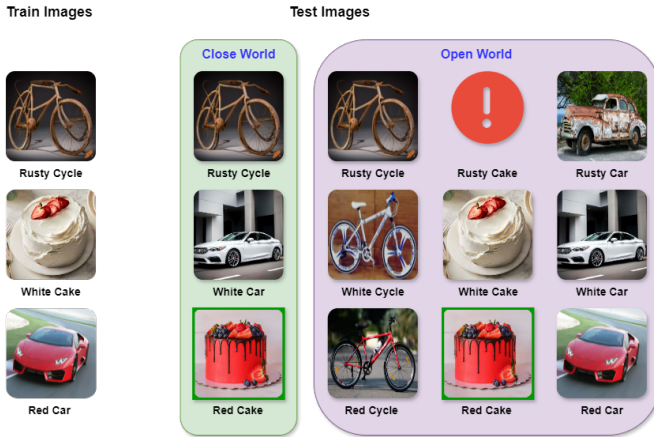 Train Images
Test Images
Close World
Open World
Rusty Cycle
Rusty Cycle
Rusty Cycle
Rusty Cake
Rusty Car
White Cake
White Car
White Cycle
White Cake
White Car
Red Car
Red Cake
Red Cycle
Red Cake
Red Car